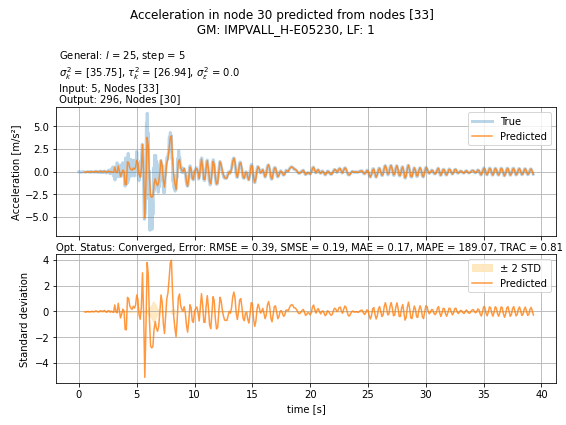 Acceleration in node 30 predicted from nodes [33]
GM: IMPVALL_H-E05230, LF: 1
General: l = 25, step = 5
σ²ₖ = [35.75], τ²ₖ = [26.94], σ²ε = 0.0
Input: 5, Nodes [33]
Output: 296, Nodes [30]
Acceleration [m/s²]
5.0
2.5
0.0
−2.5
−5.0
True
Predicted
Opt. Status: Converged, Error: RMSE = 0.39, SMSE = 0.19, MAE = 0.17, MAPE = 189.07, TRAC = 0.81
Standard deviation
4
2
0
−2
−4
± 2 STD
Predicted
0 5 10 15 20 25 30 35 40
time [s]